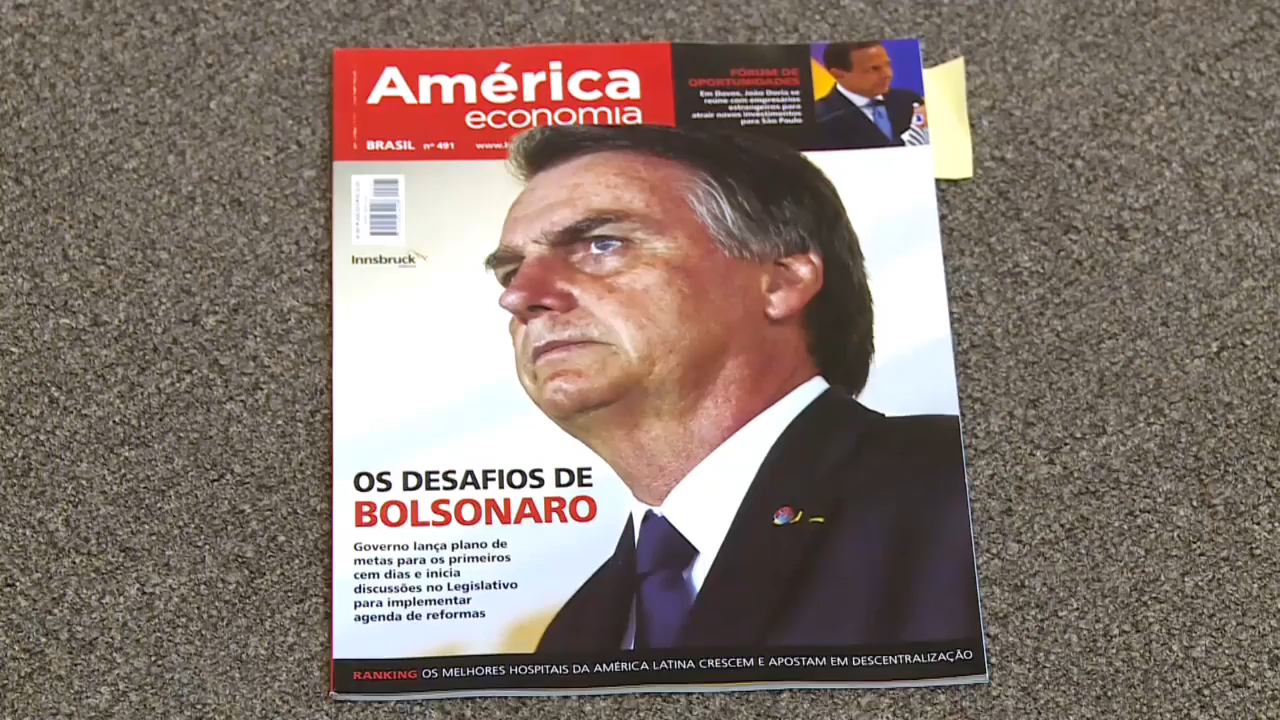 América
economia
BRASIL nº 491 www.
FÓRUM DE
OPORTUNIDADES
Em Davos, João Doria se
reúne com empresários
estrangeiros para
atrair novos investimentos
para São Paulo
Innsbruck
OS DESAFIOS DE
BOLSONARO
Governo lança plano de
metas para os primeiros
cem dias e inicia
discussões no Legislativo
para implementar
agenda de reformas
RANKING OS MELHORES HOSPITAIS DA AMÉRICA LATINA CRESCEM E APOSTAM EM DESCENTRALIZAÇÃO